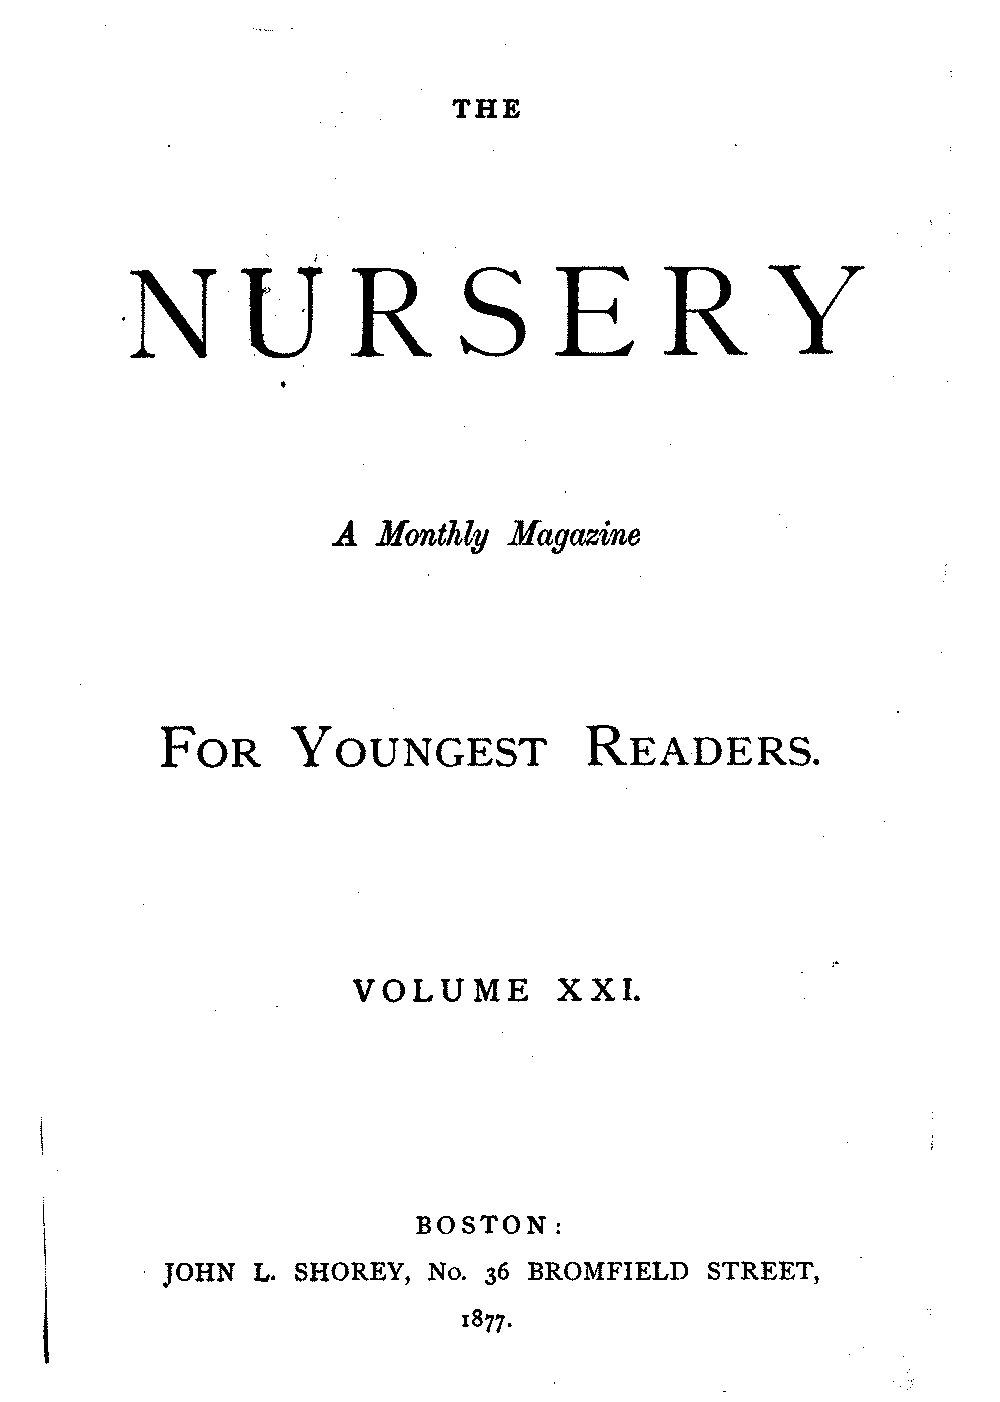 THE
NURSERY
A Monthly Magazine
FOR YOUNGEST READERS.
VOLUME XXI.
BOSTON:
JOHN L. SHOREY, No. 36 BROMFIELD STREET,
1877.